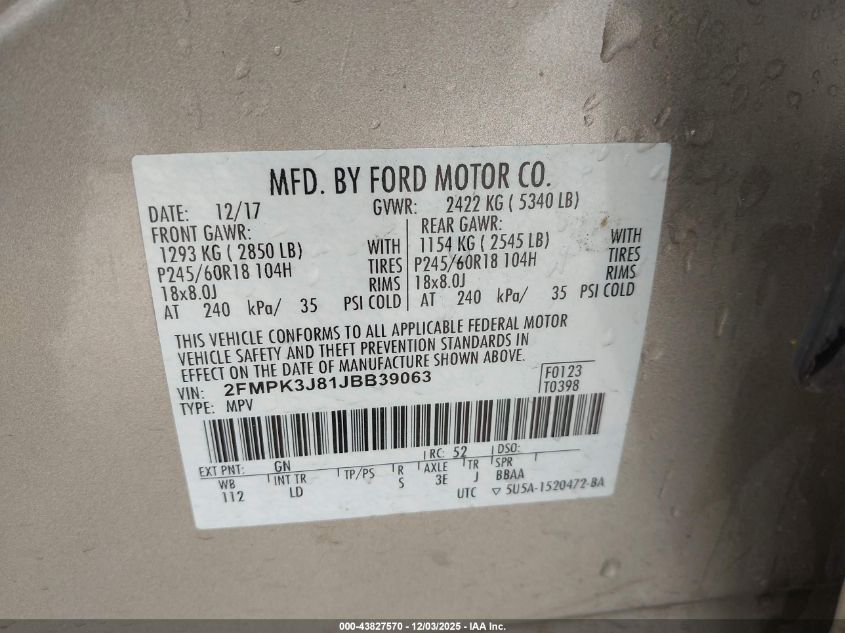 MFD. BY FORD MOTOR CO.
DATE: 12/17 GVWR: 2422 KG ( 5340 LB)
FRONT GAWR: REAR GAWR:
1293 KG ( 2850 LB) WITH 1154 KG ( 2545 LB) WITH
P245/60R18 104H TIRES P245/60R18 104H TIRES
18x8.0J RIMS 18x8.0J RIMS
AT 240 kPa/ 35 PSI COLD AT 240 kPa/ 35 PSI COLD
THIS VEHICLE CONFORMS TO ALL APPLICABLE FEDERAL MOTOR
VEHICLE SAFETY AND THEFT PREVENTION STANDARDS IN
EFFECT ON THE DATE OF MANUFACTURE SHOWN ABOVE.
VIN: 2FMPK3J81JBB39063 F0123
TYPE: MPV T0398
EXT PNT: GN RC: 52 DSO:
WB INT TR TP/PS R AXLE TR SPR
112 LD S 3E J BBAA
UTC ▽ 5U5A-1520472-BA
000-43827570 - 12/03/2025 - IAA Inc.